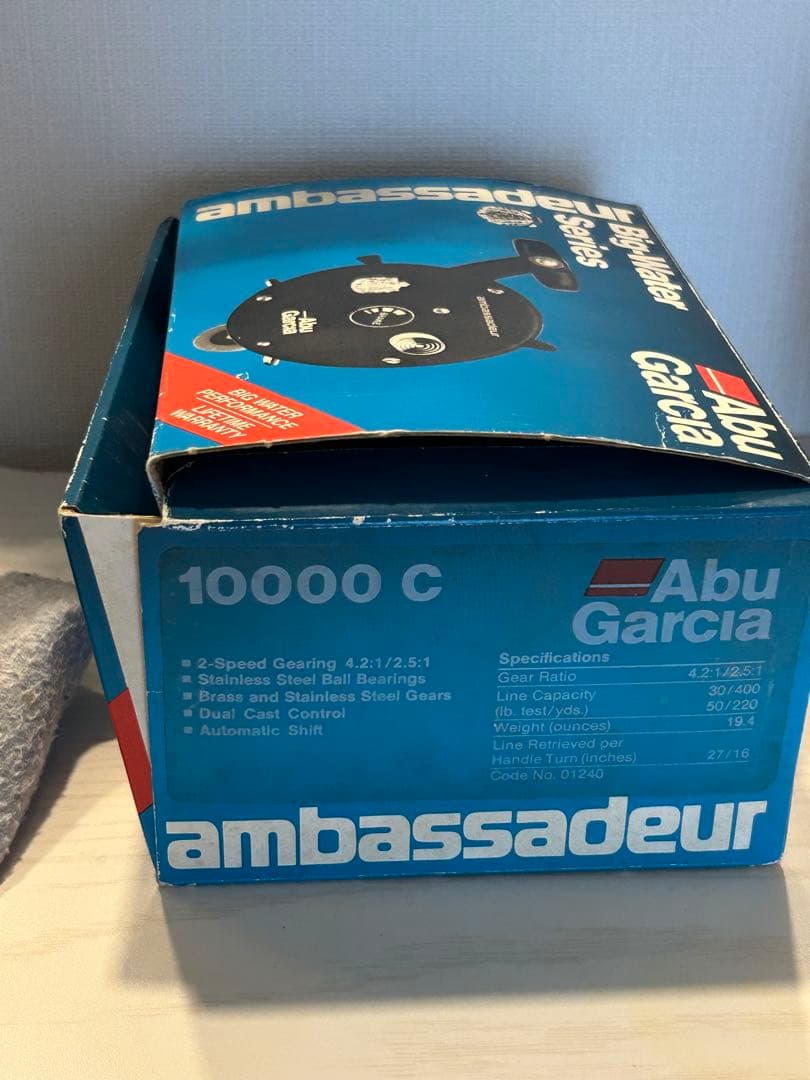 ambassadeur
Big-Water
Series
Abu
Garcia
ambassadeur
Abu
Garcia
BIG WATER
PERFORMANCE
LIFETIME
WARRANTY
10000 C
Abu
Garcia
■ 2-Speed Gearing 4.2:1/2.5:1
■ Stainless Steel Ball Bearings
■ Brass and Stainless Steel Gears
■ Dual Cast Control
■ Automatic Shift
Specifications
Gear Ratio 4.2:1/2.5:1
Line Capacity 30/400
(lb. test/yds.) 50/220
Weight (ounces) 19.4
Line Retrieved per
Handle Turn (inches) 27/16
Code No. 01240
ambassadeur